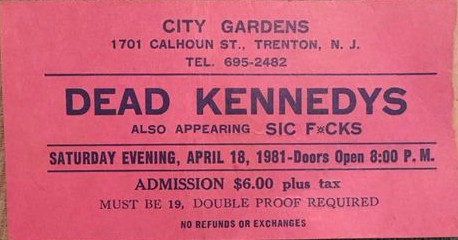 CITY GARDENS
1701 CALHOUN ST., TRENTON, N. J.
TEL. 695-2482
DEAD KENNEDYS
ALSO APPEARING SIC F*CKS
SATURDAY EVENING, APRIL 18, 1981-Doors Open 8:00 P. M.
ADMISSION $6.00 plus tax
MUST BE 19, DOUBLE PROOF REQUIRED
NO REFUNDS OR EXCHANGES